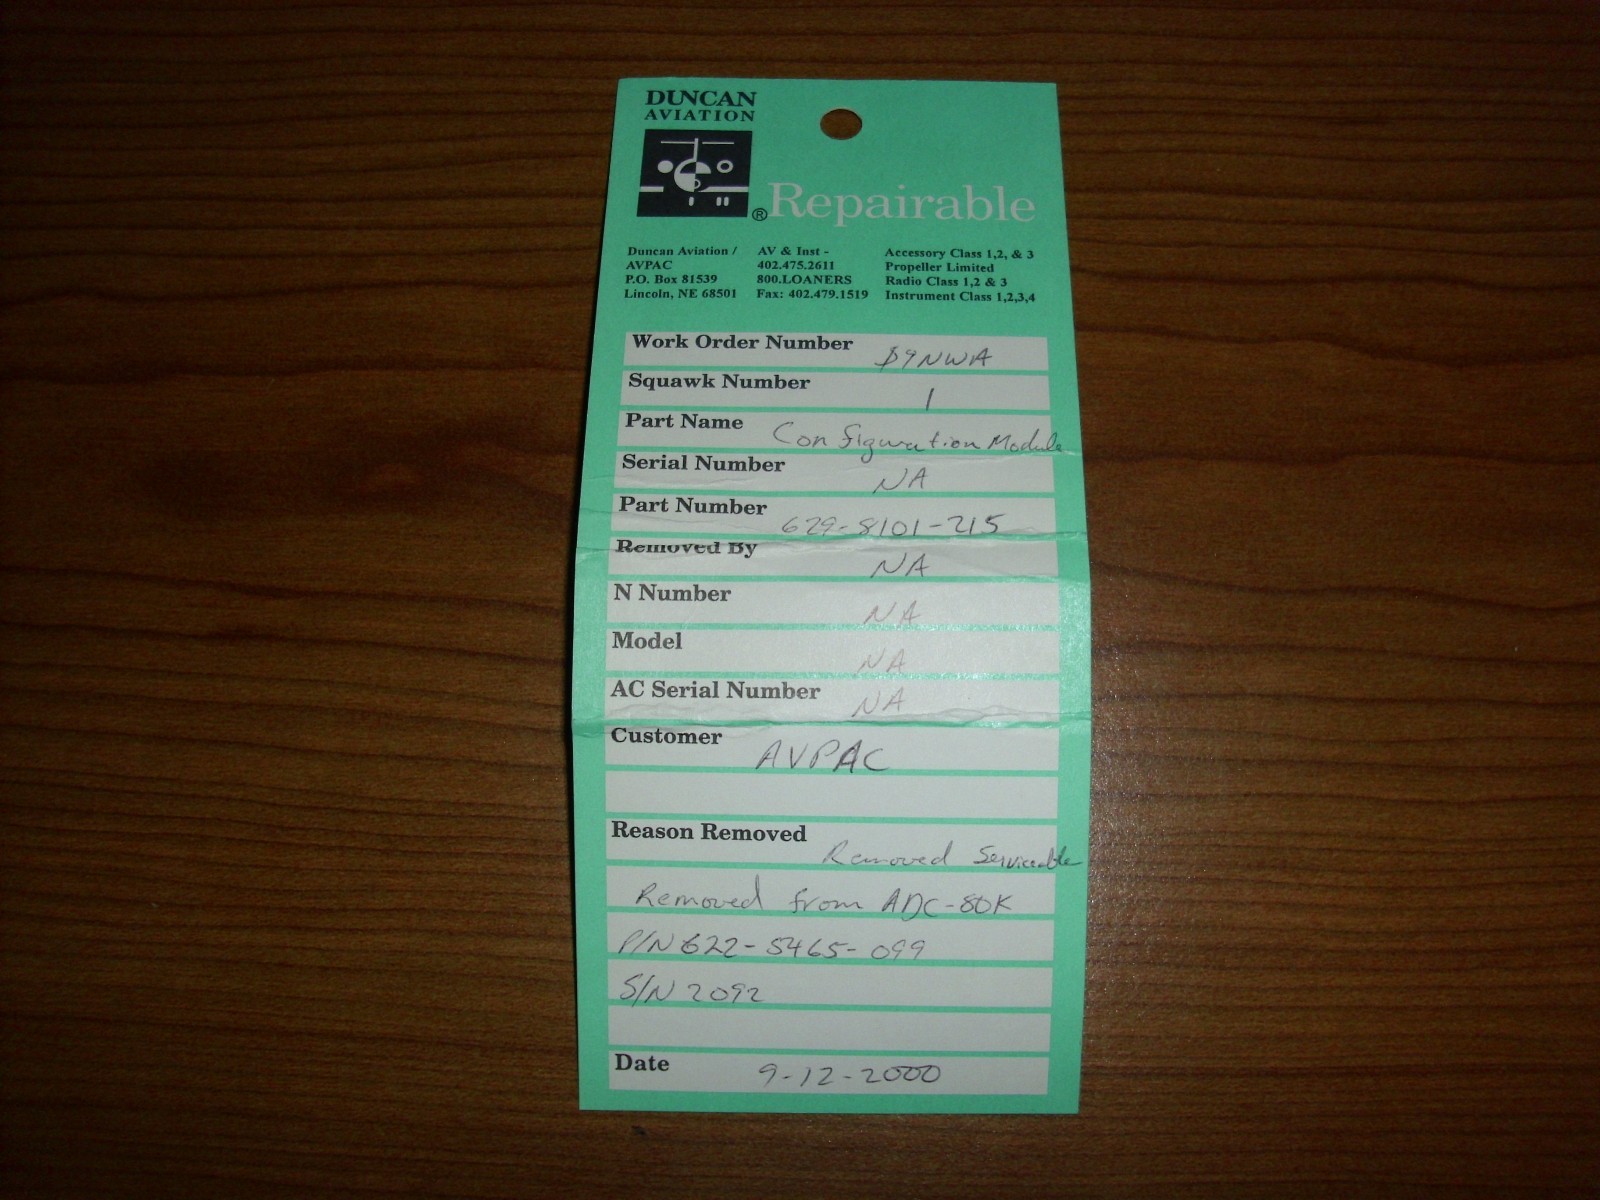 DUNCAN
AVIATION
® Repairable
Duncan Aviation / AV & Inst - Accessory Class 1,2, & 3
AVPAC 402.475.2611 Propeller Limited
P.O. Box 81539 800.LOANERS Radio Class 1,2 & 3
Lincoln, NE 68501 Fax: 402.479.1519 Instrument Class 1,2,3,4
Work Order Number
Squawk Number 1
Part Name Configuration Module
Serial Number NA
Part Number 629-8101-215
Removed By NA
N Number NA
Model NA
AC Serial Number NA
Customer AVPAC
Reason Removed Removed Serviceable
Removed from ADC-80K
P/N 622-5465-099
S/N 2092
Date 9-12-2000